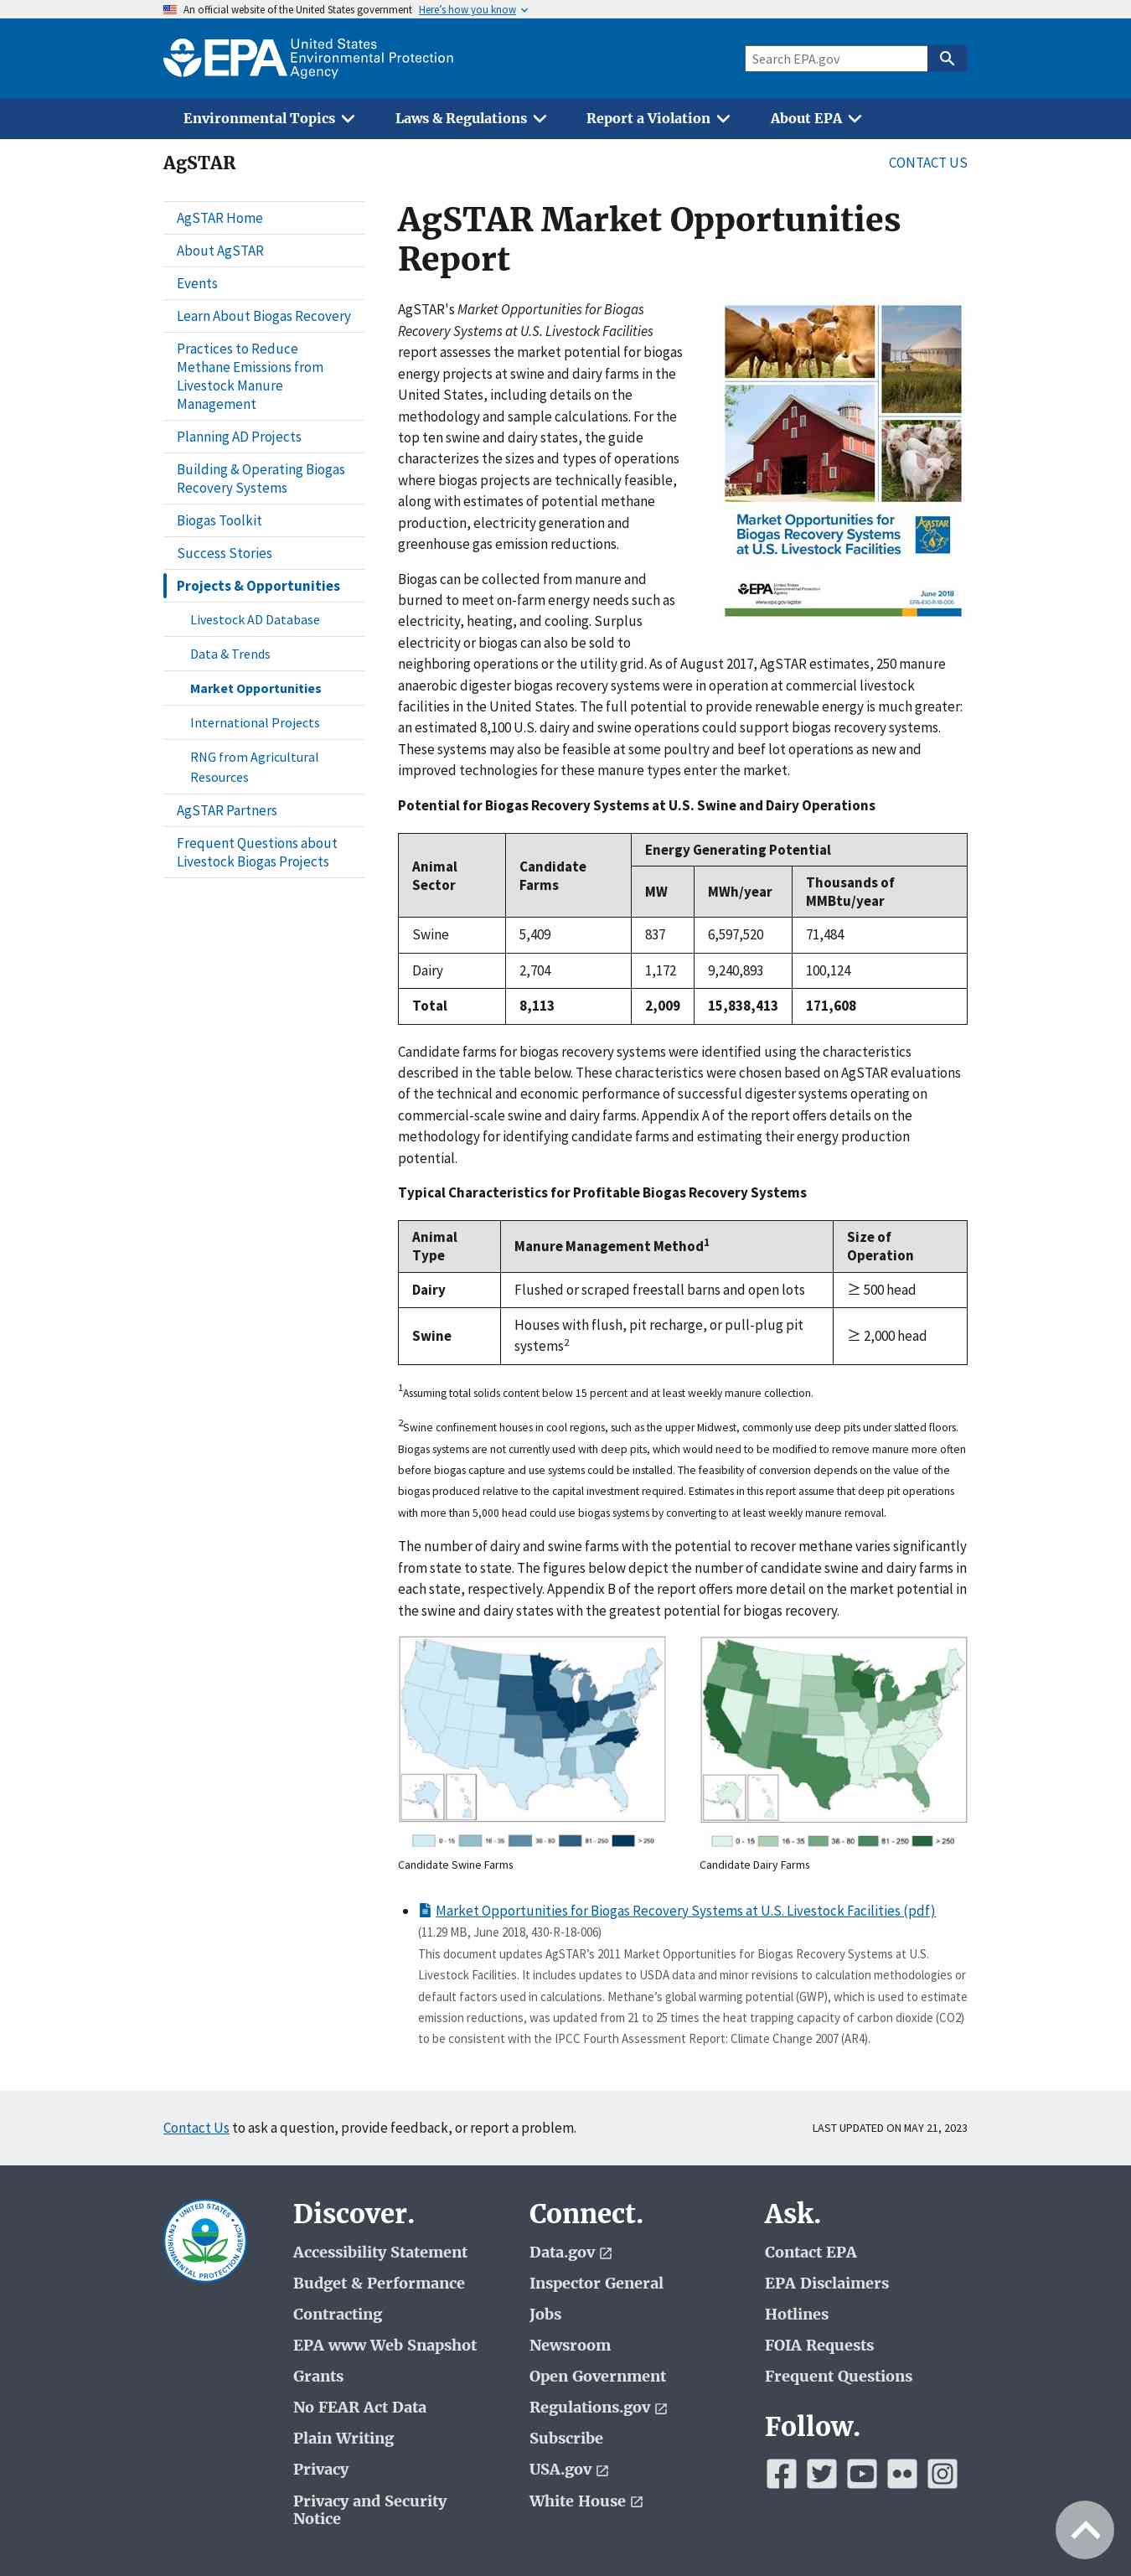 An official website of the United States government Here's how you know
EPA United States
Environmental Protection
Agency
Search EPA.gov
Environmental Topics Laws & Regulations Report a Violation About EPA
AgSTAR
CONTACT US
AgSTAR Home
About AgSTAR
Events
Learn About Biogas Recovery
Practices to Reduce
Methane Emissions from
Livestock Manure
Management
Planning AD Projects
Building & Operating Biogas
Recovery Systems
Biogas Toolkit
Success Stories
Projects & Opportunities
Livestock AD Database
Data & Trends
Market Opportunities
International Projects
RNG from Agricultural
Resources
AgSTAR Partners
Frequent Questions about
Livestock Biogas Projects
AgSTAR Market Opportunities
Report
AgSTAR's Market Opportunities for Biogas
Recovery Systems at U.S. Livestock Facilities
report assesses the market potential for biogas
energy projects at swine and dairy farms in the
United States, including details on the
methodology and sample calculations. For the
top ten swine and dairy states, the guide
characterizes the sizes and types of operations
where biogas projects are technically feasible,
along with estimates of potential methane
production, electricity generation and
greenhouse gas emission reductions.
Market Opportunities for
Biogas Recovery Systems
at U.S. Livestock Facilities
AgSTAR
EPA United States
Environmental Protection
Agency
www.epa.gov/agstar
June 2018
EPA-430-R-18-006
Biogas can be collected from manure and
burned to meet on-farm energy needs such as
electricity, heating, and cooling. Surplus
electricity or biogas can also be sold to
neighboring operations or the utility grid. As of August 2017, AgSTAR estimates, 250 manure
anaerobic digester biogas recovery systems were in operation at commercial livestock
facilities in the United States. The full potential to provide renewable energy is much greater:
an estimated 8,100 U.S. dairy and swine operations could support biogas recovery systems.
These systems may also be feasible at some poultry and beef lot operations as new and
improved technologies for these manure types enter the market.
Potential for Biogas Recovery Systems at U.S. Swine and Dairy Operations
Animal
Sector
Candidate
Farms
Energy Generating Potential
MW MWh/year Thousands of
MMBtu/year
Swine 5,409 837 6,597,520 71,484
Dairy 2,704 1,172 9,240,893 100,124
Total 8,113 2,009 15,838,413 171,608
Candidate farms for biogas recovery systems were identified using the characteristics
described in the table below. These characteristics were chosen based on AgSTAR evaluations
of the technical and economic performance of successful digester systems operating on
commercial-scale swine and dairy farms. Appendix A of the report offers details on the
methodology for identifying candidate farms and estimating their energy production
potential.
Typical Characteristics for Profitable Biogas Recovery Systems
Animal
Type
Manure Management Method1
Size of
Operation
Dairy Flushed or scraped freestall barns and open lots ≥ 500 head
Swine Houses with flush, pit recharge, or pull-plug pit
systems2
≥ 2,000 head
1Assuming total solids content below 15 percent and at least weekly manure collection.
2Swine confinement houses in cool regions, such as the upper Midwest, commonly use deep pits under slatted floors.
Biogas systems are not currently used with deep pits, which would need to be modified to remove manure more often
before biogas capture and use systems could be installed. The feasibility of conversion depends on the value of the
biogas produced relative to the capital investment required. Estimates in this report assume that deep pit operations
with more than 5,000 head could use biogas systems by converting to at least weekly manure removal.
The number of dairy and swine farms with the potential to recover methane varies significantly
from state to state. The figures below depict the number of candidate swine and dairy farms in
each state, respectively. Appendix B of the report offers more detail on the market potential in
the swine and dairy states with the greatest potential for biogas recovery.
0 - 15 16 - 35 36 - 80 81 - 250 > 250
0 - 15 16 - 35 36 - 80 81 - 250 > 250
Candidate Swine Farms
Candidate Dairy Farms
Market Opportunities for Biogas Recovery Systems at U.S. Livestock Facilities (pdf)
(11.29 MB, June 2018, 430-R-18-006)
This document updates AgSTAR's 2011 Market Opportunities for Biogas Recovery Systems at U.S.
Livestock Facilities. It includes updates to USDA data and minor revisions to calculation methodologies or
default factors used in calculations. Methane's global warming potential (GWP), which is used to estimate
emission reductions, was updated from 21 to 25 times the heat trapping capacity of carbon dioxide (CO2)
to be consistent with the IPCC Fourth Assessment Report: Climate Change 2007 (AR4).
Contact Us to ask a question, provide feedback, or report a problem.
LAST UPDATED ON MAY 21, 2023
UNITED STATES
ENVIRONMENTAL PROTECTION AGENCY
Discover.
Accessibility Statement
Budget & Performance
Contracting
EPA www Web Snapshot
Grants
No FEAR Act Data
Plain Writing
Privacy
Privacy and Security
Notice
Connect.
Data.gov
Inspector General
Jobs
Newsroom
Open Government
Regulations.gov
Subscribe
USA.gov
White House
Ask.
Contact EPA
EPA Disclaimers
Hotlines
FOIA Requests
Frequent Questions
Follow.